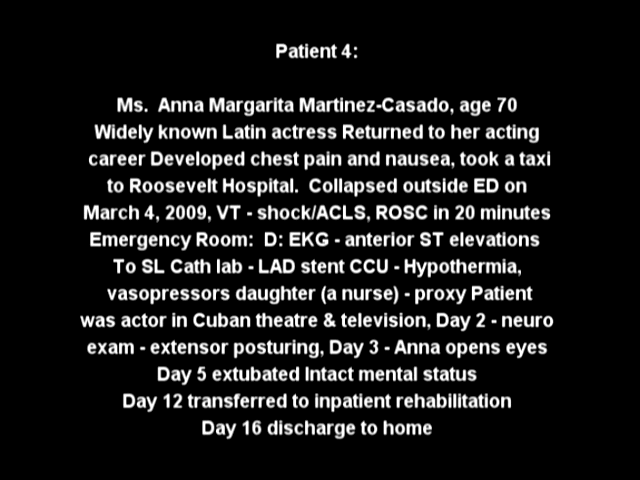 Patient 4:
Ms.  Anna Margarita Martinez-Casado, age 70
Widely known Latin actress Returned to her acting
career Developed chest pain and nausea, took a taxi
to Roosevelt Hospital.  Collapsed outside ED on
March 4, 2009, VT - shock/ACLS, ROSC in 20 minutes
Emergency Room:  D: EKG - anterior ST elevations
To SL Cath lab - LAD stent CCU - Hypothermia,
vasopressors daughter (a nurse) - proxy Patient
was actor in Cuban theatre & television, Day 2 - neuro
exam - extensor posturing, Day 3 - Anna opens eyes
Day 5 extubated Intact mental status
Day 12 transferred to inpatient rehabilitation
Day 16 discharge to home